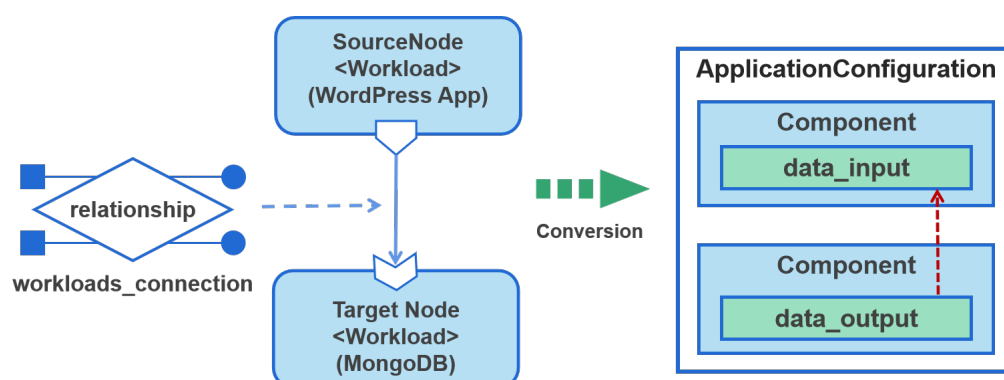 SourceNode
<Workload>
(WordPress App)
relationship
workloads_connection
Target Node
<Workload>
(MongoDB)
Conversion
ApplicationConfiguration
Component
data_input
Component
data_output